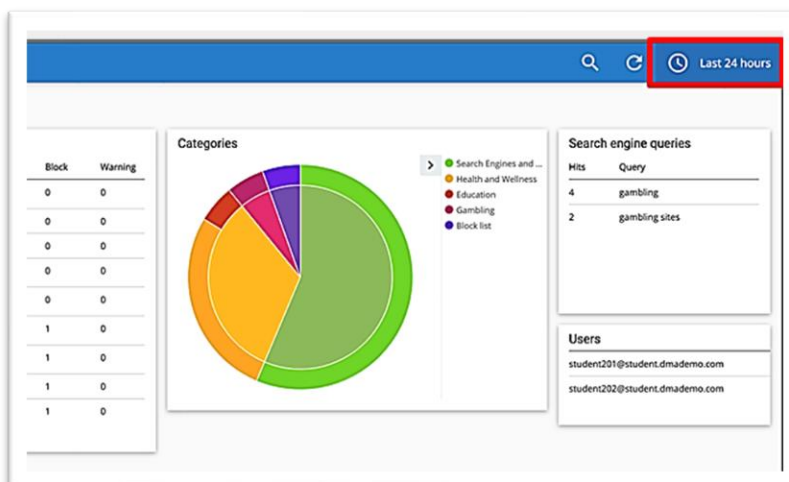 Last 24 hours
Block Warning
0 0
0 0
0 0
0 0
0 0
1 0
1 0
1 0
1 0
Categories
Search Engines and ...
Health and Wellness
Education
Gambling
Block list
Search engine queries
Hits Query
4 gambling
2 gambling sites
Users
student201@student.dmademo.com
student202@student.dmademo.com